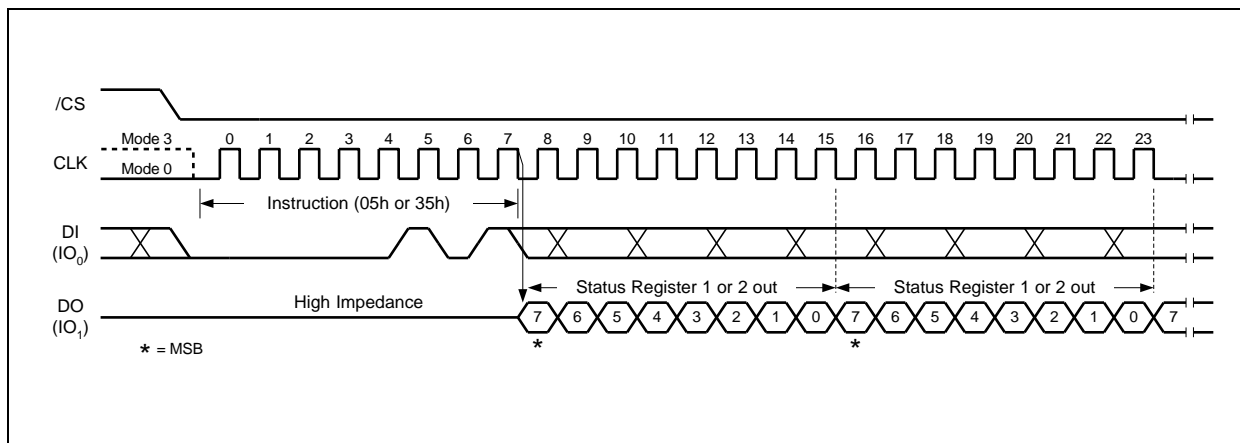 /CS
Mode 3
0 1 2 3 4 5 6 7 8 9 10 11 12 13 14 15 16 17 18 19 20 21 22 23
CLK
Mode 0
Instruction (05h or 35h)
DI
(IO0)
High Impedance
Status Register 1 or 2 out
Status Register 1 or 2 out
DO
(IO1)
7 6 5 4 3 2 1 0 7 6 5 4 3 2 1 0 7
* *
* = MSB